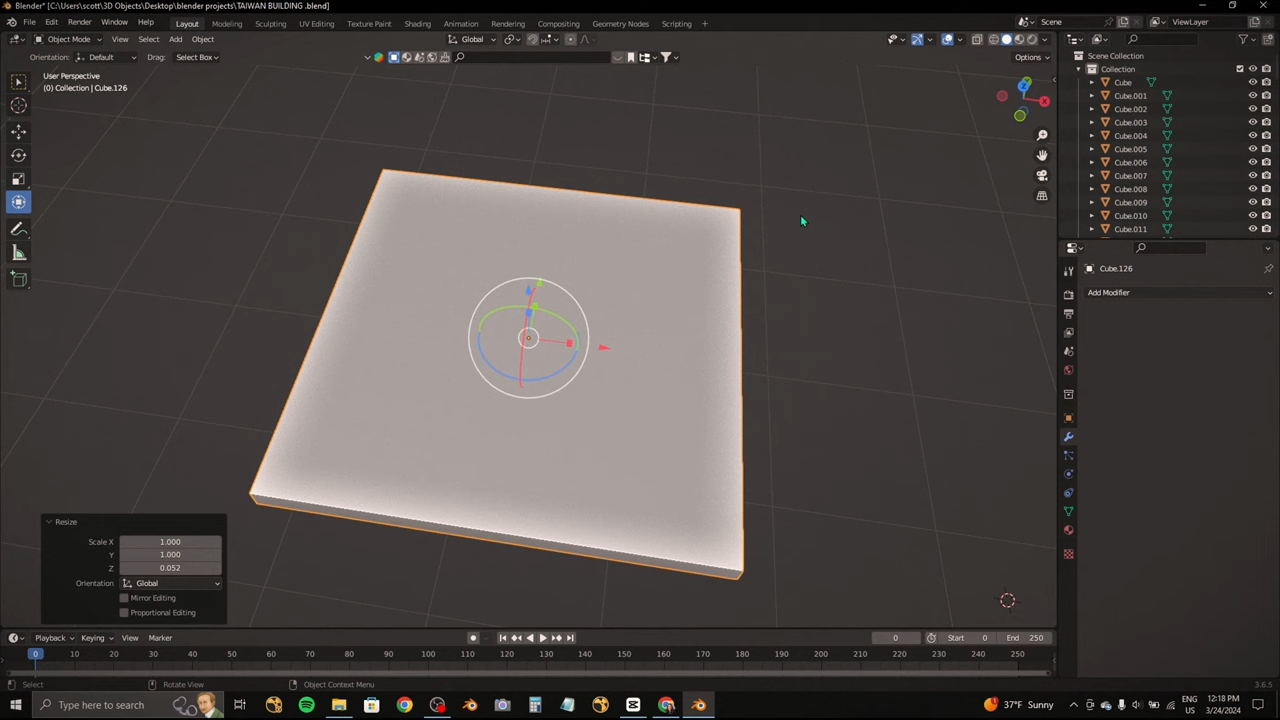 Blender* [C:\Users\scott\3D Objects\Desktop\blender projects\TAIWAN BUILDING .blend]
File Edit Render Window Help Layout Modeling Sculpting UV Editing Texture Paint Shading Animation Rendering Compositing Geometry Nodes Scripting + Scene ViewLayer
Object Mode View Select Add Object Global
Orientation: Default Drag: Select Box Options
User Perspective
(0) Collection | Cube.126
Z
X
Scene Collection
Collection
Cube
Cube.001
Cube.002
Cube.003
Cube.004
Cube.005
Cube.006
Cube.007
Cube.008
Cube.009
Cube.010
Cube.011
Cube.126
Add Modifier
Resize
Scale X 1.000
Y 1.000
Z 0.052
Orientation Global
Mirror Editing
Proportional Editing
Playback Keying View Marker 0 Start 0 End 250
0 10 20 30 40 50 60 70 80 90 100 110 120 130 140 150 160 170 180 190 200 210 220 230 240 250
Select Rotate View Object Context Menu 3.6.5
Type here to search 37°F Sunny ENG US 12:18 PM 3/24/2024